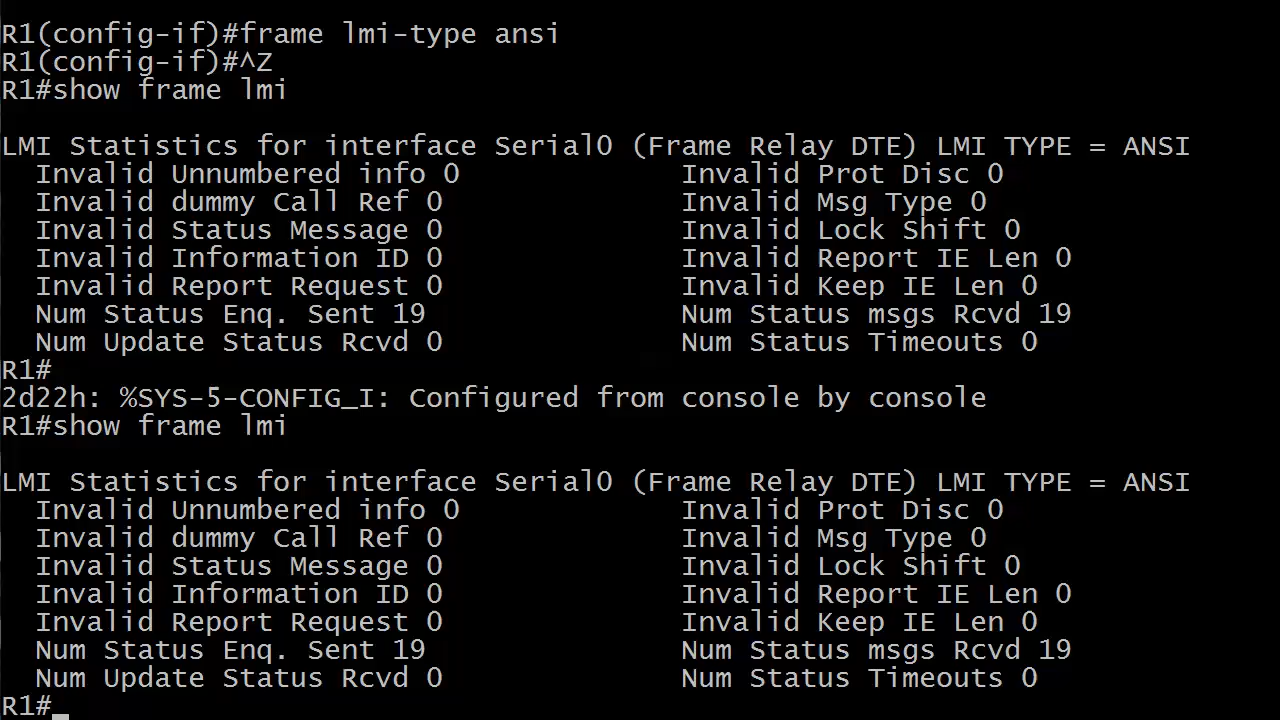 R1(config-if)#frame lmi-type ansi
R1(config-if)#^Z
R1#show frame lmi
LMI Statistics for interface Serial0 (Frame Relay DTE) LMI TYPE = ANSI
Invalid Unnumbered info 0 Invalid Prot Disc 0
Invalid dummy Call Ref 0 Invalid Msg Type 0
Invalid Status Message 0 Invalid Lock Shift 0
Invalid Information ID 0 Invalid Report IE Len 0
Invalid Report Request 0 Invalid Keep IE Len 0
Num Status Enq. Sent 19 Num Status msgs Rcvd 19
Num Update Status Rcvd 0 Num Status Timeouts 0
R1#
2d22h: %SYS-5-CONFIG_I: Configured from console by console
R1#show frame lmi
LMI Statistics for interface Serial0 (Frame Relay DTE) LMI TYPE = ANSI
Invalid Unnumbered info 0 Invalid Prot Disc 0
Invalid dummy Call Ref 0 Invalid Msg Type 0
Invalid Status Message 0 Invalid Lock Shift 0
Invalid Information ID 0 Invalid Report IE Len 0
Invalid Report Request 0 Invalid Keep IE Len 0
Num Status Enq. Sent 19 Num Status msgs Rcvd 19
Num Update Status Rcvd 0 Num Status Timeouts 0
R1#